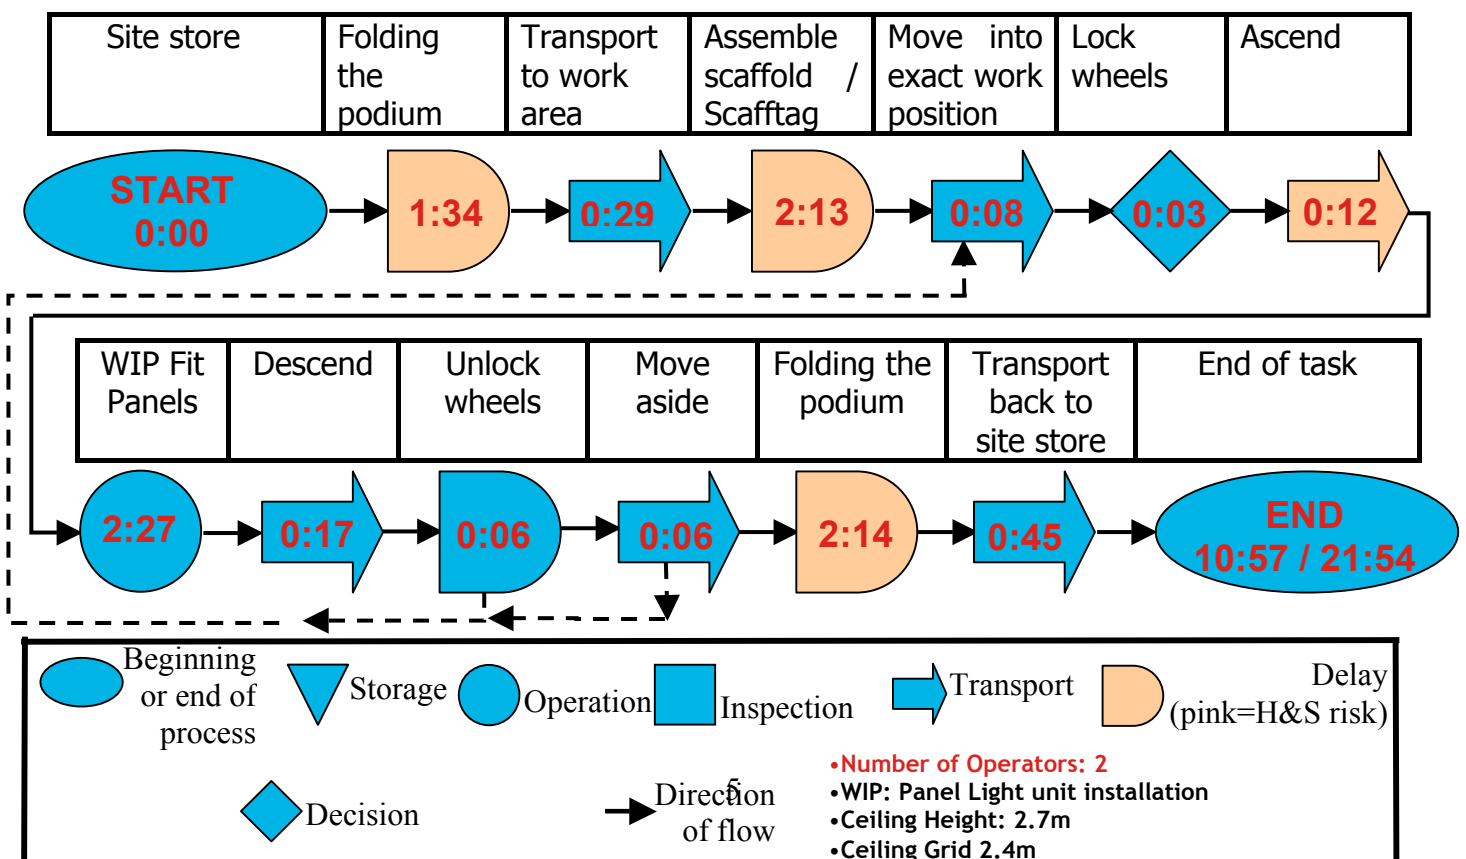 Site store
Folding
the
podium
Transport
to work
area
Assemble
scaffold /
Scafftag
Move into
exact work
position
Lock
wheels
Ascend
START
0:00
1:34
0:29
2:13
0:08
0:03
0:12
WIP Fit
Panels
Descend
Unlock
wheels
Move
aside
Folding the
podium
Transport
back to
site store
End of task
2:27
0:17
0:06
0:06
2:14
0:45
END
10:57 / 21:54
Beginning
or end of
process
Storage
Operation
Inspection
Transport
Delay
(pink=H&S risk)
Decision
Direction
of flow
5
•Number of Operators: 2
•WIP: Panel Light unit installation
•Ceiling Height: 2.7m
•Ceiling Grid 2.4m